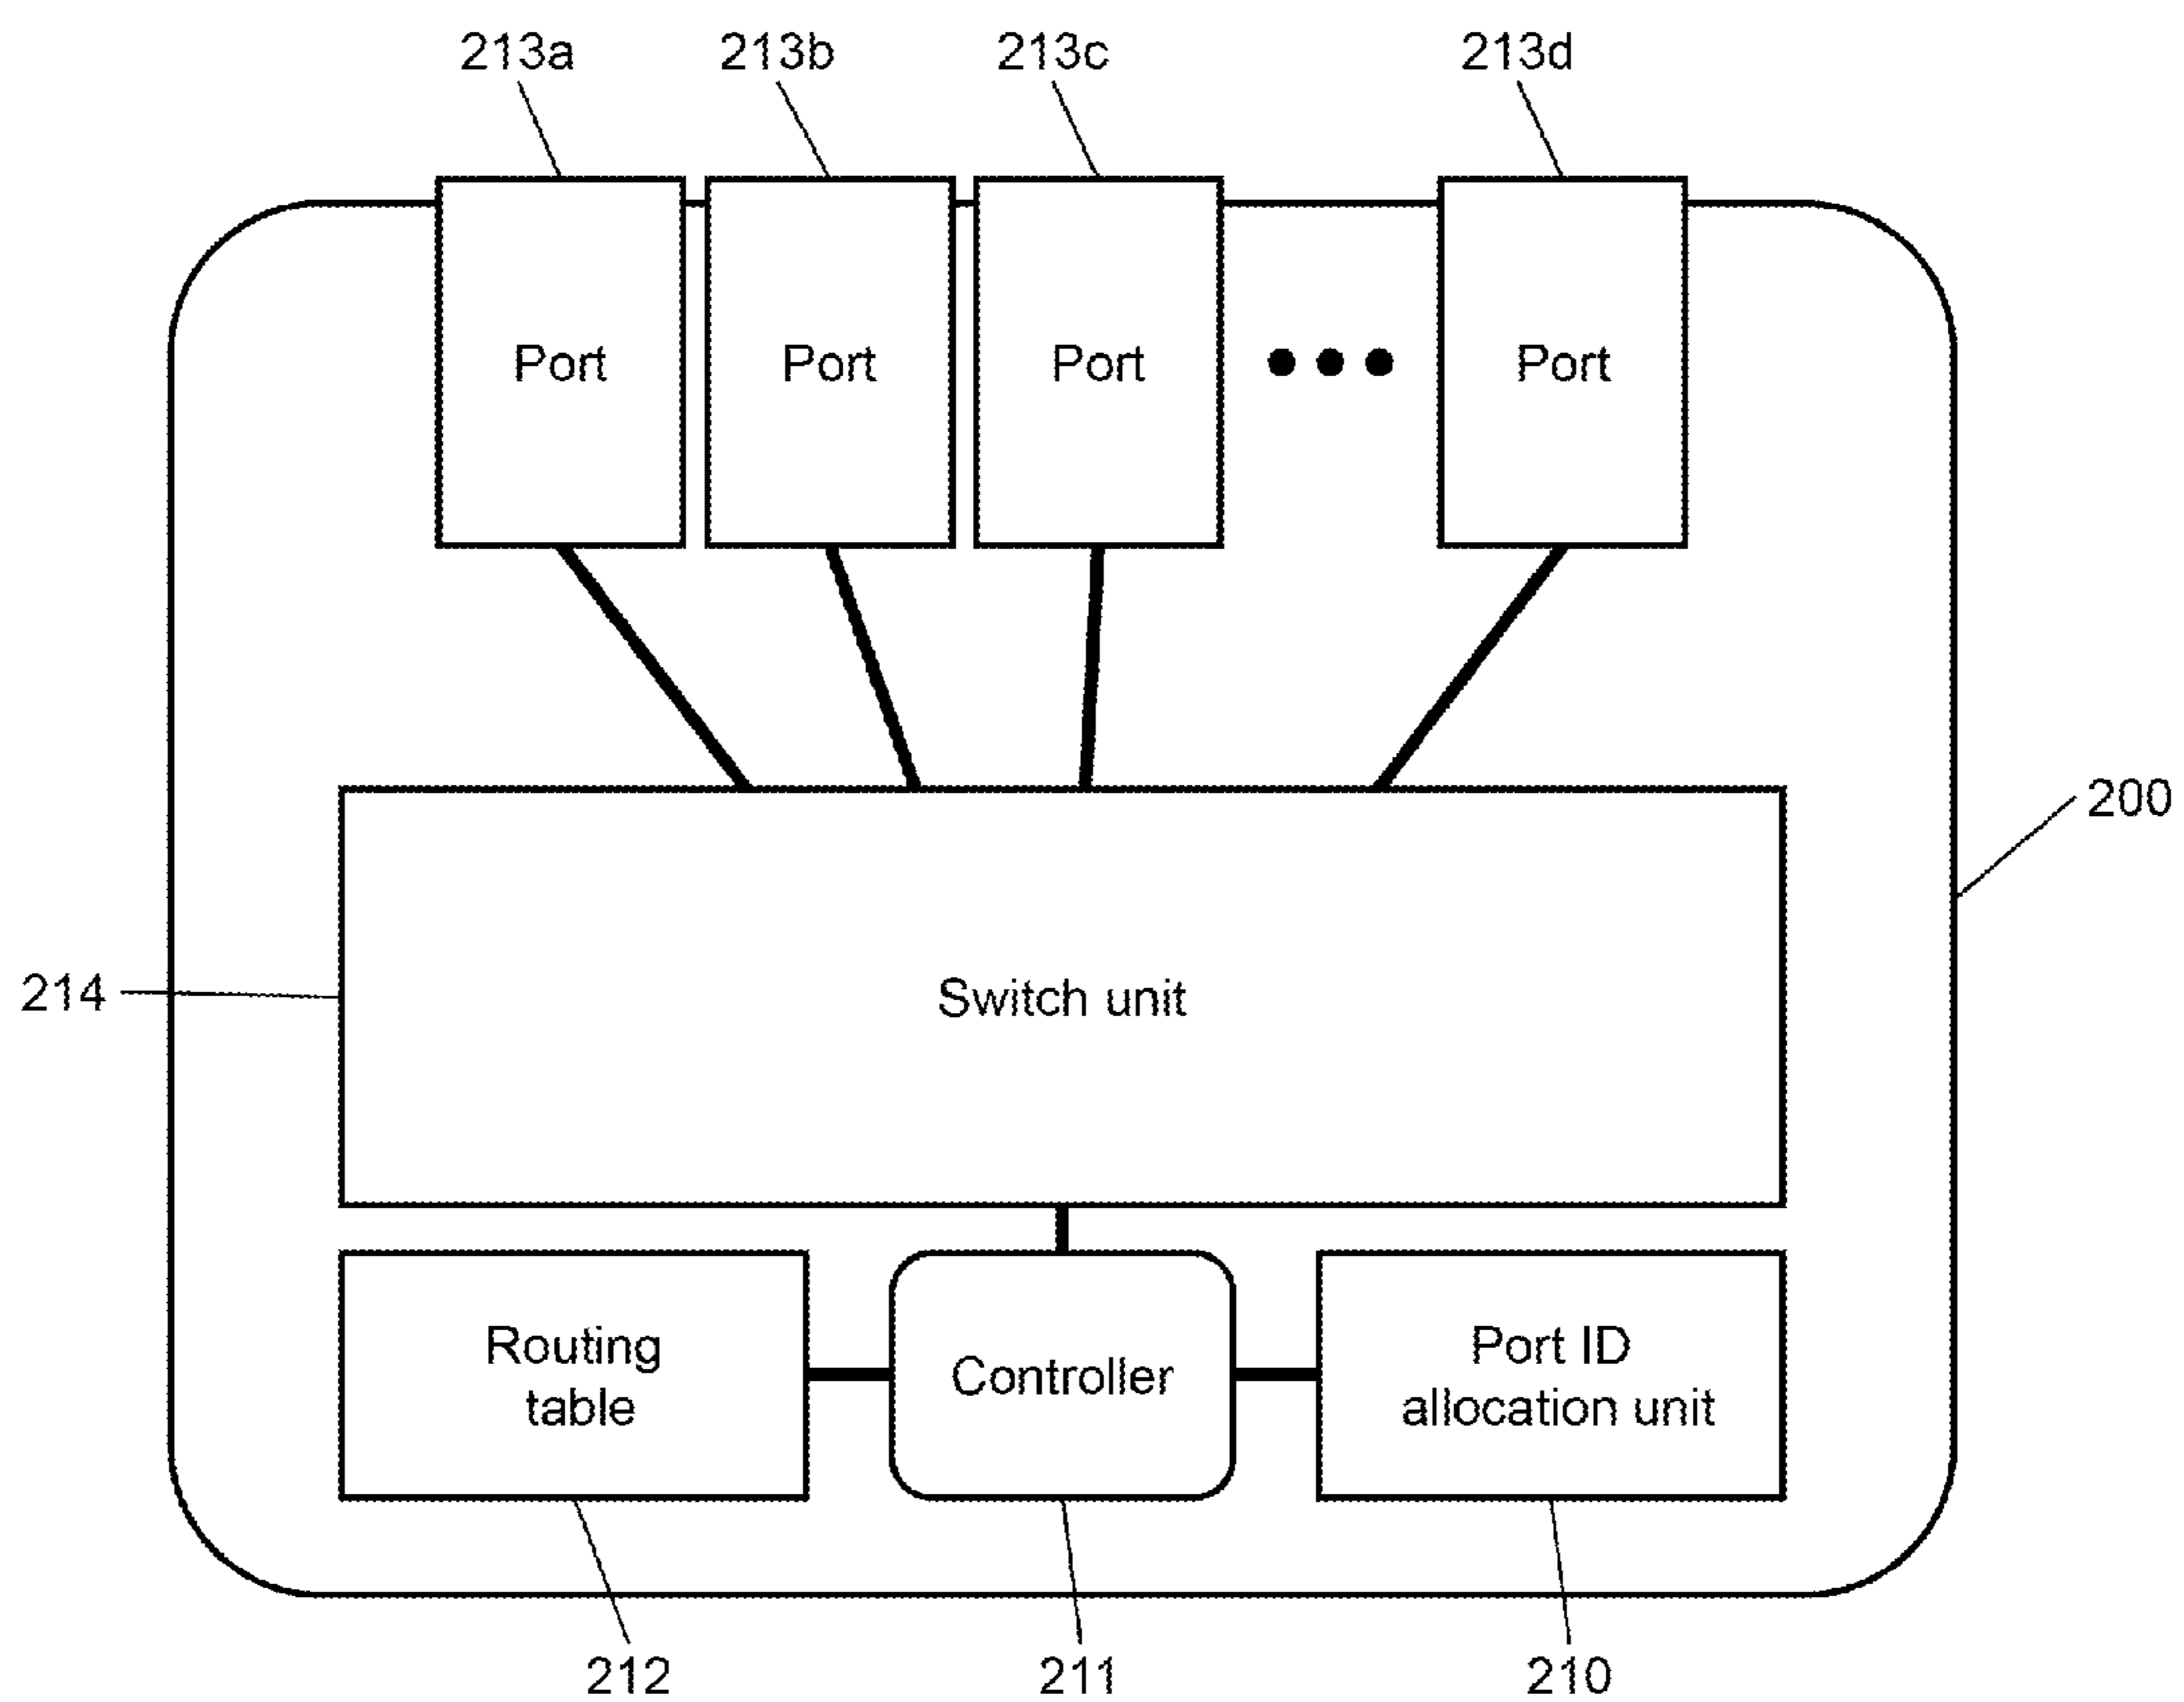 213a 213b 213c 213d
Port Port Port Port
200
214 Switch unit
Routing
table
Controller
Port ID
allocation unit
212 211 210